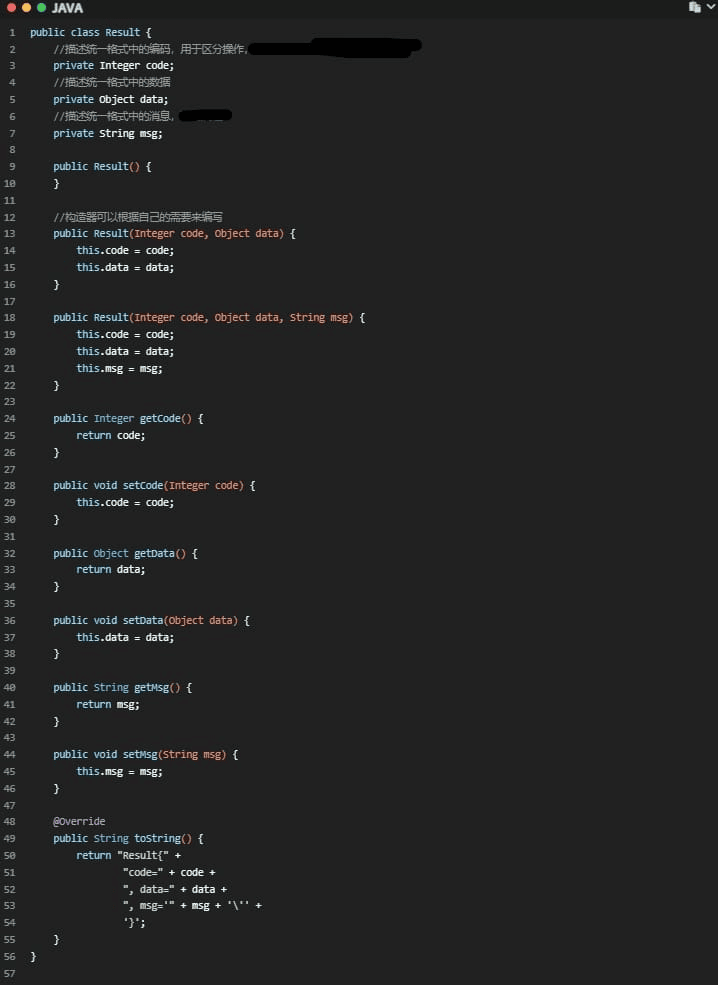 JAVA
1 public class Result {
2 //描述统一格式中的编码，用于区分操作，
3 private Integer code;
4 //描述统一格式中的数据
5 private Object data;
6 //描述统一格式中的消息，
7 private String msg;
8
9 public Result() {
10 }
11
12 //构造器可以根据自己的需要来编写
13 public Result(Integer code, Object data) {
14 this.code = code;
15 this.data = data;
16 }
17
18 public Result(Integer code, Object data, String msg) {
19 this.code = code;
20 this.data = data;
21 this.msg = msg;
22 }
23
24 public Integer getCode() {
25 return code;
26 }
27
28 public void setCode(Integer code) {
29 this.code = code;
30 }
31
32 public Object getData() {
33 return data;
34 }
35
36 public void setData(Object data) {
37 this.data = data;
38 }
39
40 public String getMsg() {
41 return msg;
42 }
43
44 public void setMsg(String msg) {
45 this.msg = msg;
46 }
47
48 @Override
49 public String toString() {
50 return "Result{" +
51 "code=" + code +
52 ", data=" + data +
53 ", msg='" + msg + '\'' +
54 '}';
55 }
56 }
57